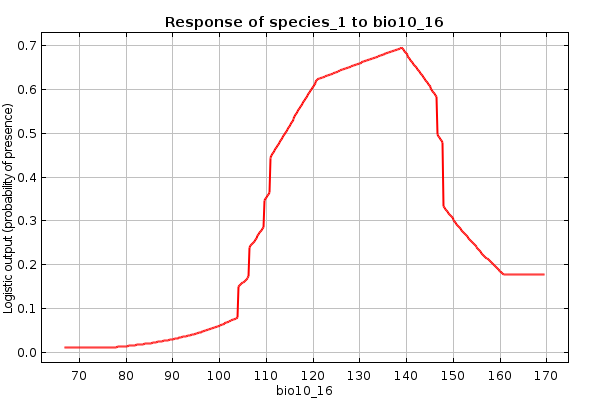 Response of species_1 to bio10_16
Logistic output (probability of presence)
0.7
0.6
0.5
0.4
0.3
0.2
0.1
0.0
70 80 90 100 110 120 130 140 150 160 170
bio10_16